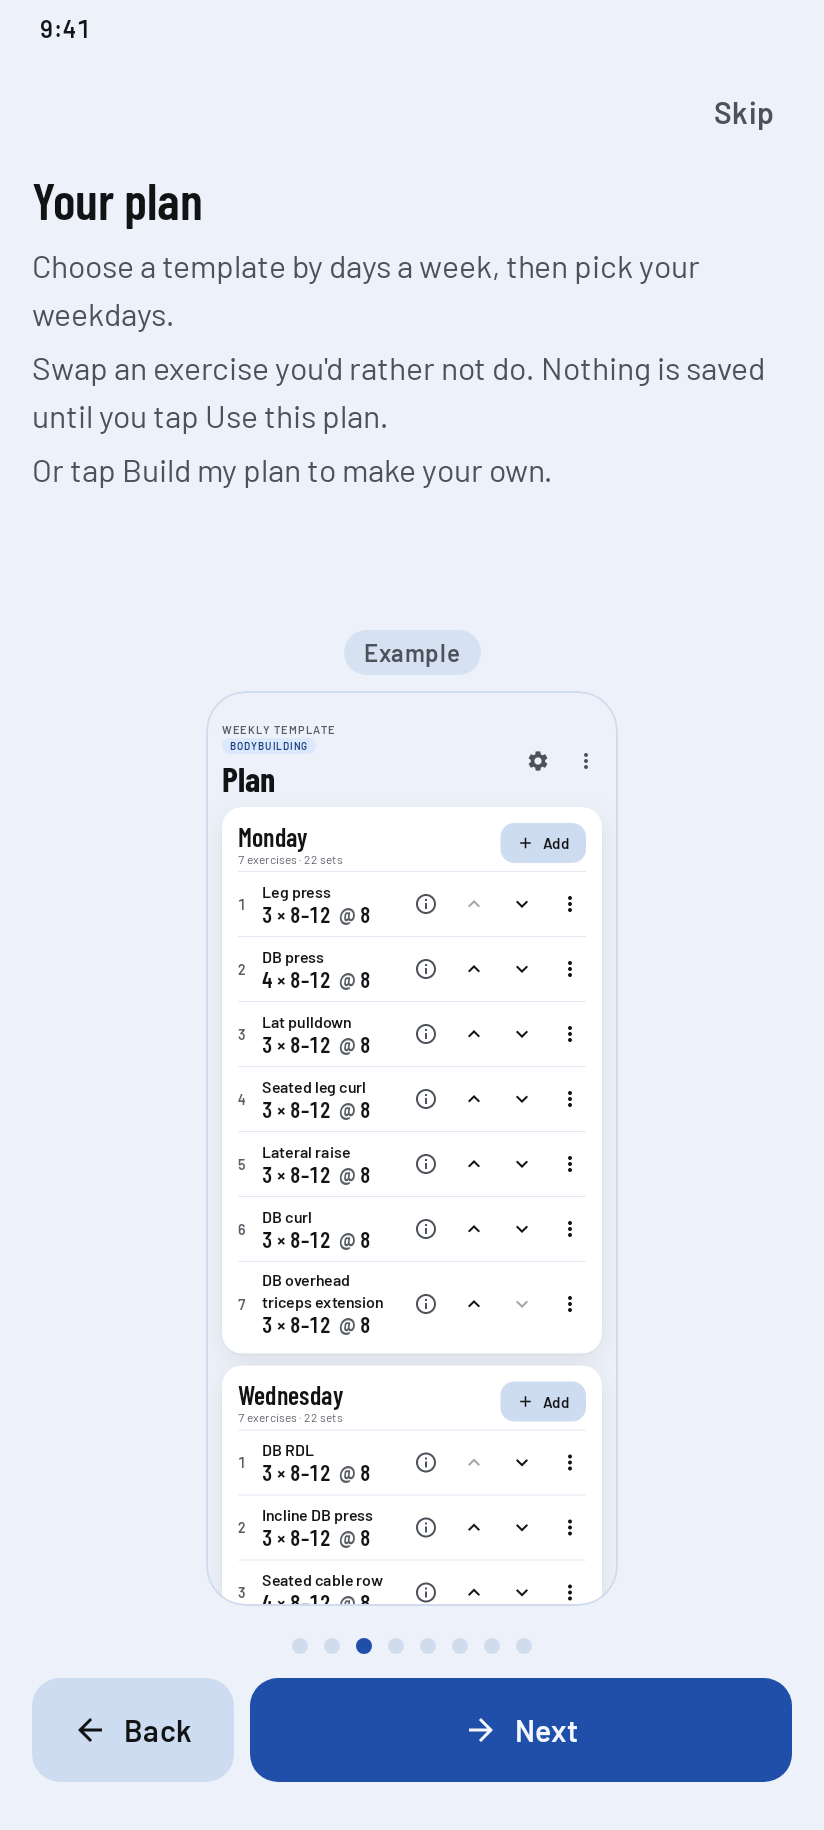 9:41
Skip
Your plan
Choose a template by days a week, then pick your
weekdays.
Swap an exercise you'd rather not do. Nothing is saved
until you tap Use this plan.
Or tap Build my plan to make your own.
Example
WEEKLY TEMPLATE
BODYBUILDING
Plan
Monday
7 exercises · 22 sets
+ Add
1
Leg press
3 × 8–12 @ 8
2
DB press
4 × 8–12 @ 8
3
Lat pulldown
3 × 8–12 @ 8
4
Seated leg curl
3 × 8–12 @ 8
5
Lateral raise
3 × 8–12 @ 8
6
DB curl
3 × 8–12 @ 8
7
DB overhead
triceps extension
3 × 8–12 @ 8
Wednesday
7 exercises · 22 sets
+ Add
1
DB RDL
3 × 8–12 @ 8
2
Incline DB press
3 × 8–12 @ 8
3
Seated cable row
4 × 8–12 @ 8
Back
Next